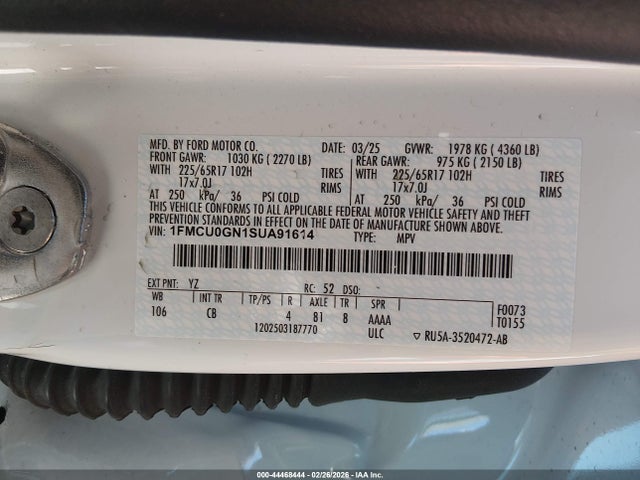 MFD. BY FORD MOTOR CO. DATE: 03/25 GVWR: 1978 KG ( 4360 LB)
FRONT GAWR: 1030 KG ( 2270 LB) REAR GAWR: 975 KG ( 2150 LB)
WITH 225/65R17 102H TIRES WITH 225/65R17 102H TIRES
17x7.0J RIMS 17x7.0J RIMS
AT 250 kPa/ 36 PSI COLD AT 250 kPa/ 36 PSI COLD
THIS VEHICLE CONFORMS TO ALL APPLICABLE FEDERAL MOTOR VEHICLE SAFETY AND THEFT
PREVENTION STANDARDS IN EFFECT ON THE DATE OF MANUFACTURE SHOWN ABOVE.
VIN: 1FMCU0GN1SUA91614 TYPE: MPV
EXT PNT: YZ RC: 52 DSO:
WB INT TR TP/PS R AXLE TR SPR F0073
106 CB 4 81 8 AAAA T0155
ULC
1202503187770 ▽ RU5A-3520472-AB
000-44468444 - 02/26/2026 - IAA Inc.